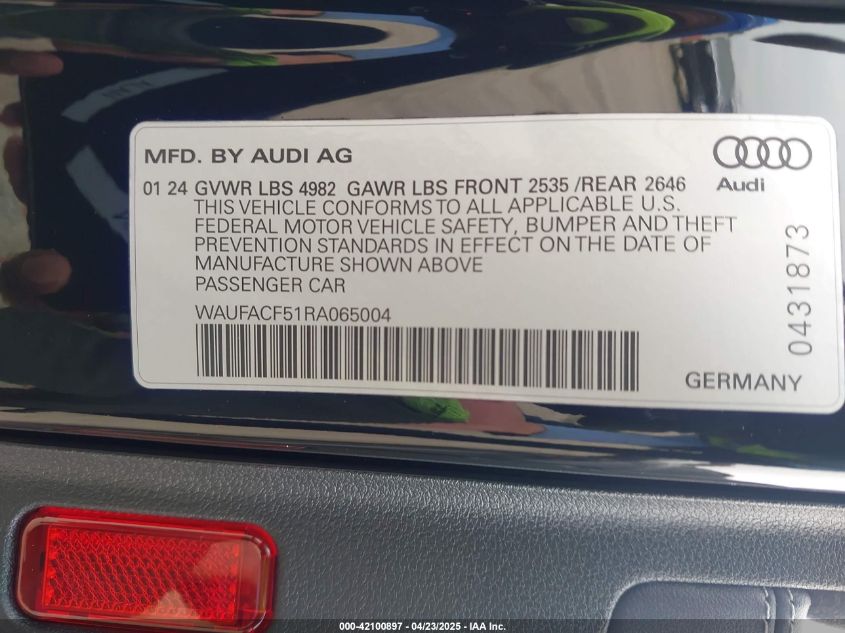 MFD. BY AUDI AG
Audi
01 24 GVWR LBS 4982 GAWR LBS FRONT 2535 /REAR 2646
THIS VEHICLE CONFORMS TO ALL APPLICABLE U.S.
FEDERAL MOTOR VEHICLE SAFETY, BUMPER AND THEFT
PREVENTION STANDARDS IN EFFECT ON THE DATE OF
MANUFACTURE SHOWN ABOVE
PASSENGER CAR
WAUFACF51RA065004
0431873
GERMANY
000-42100897 - 04/23/2025 - IAA Inc.